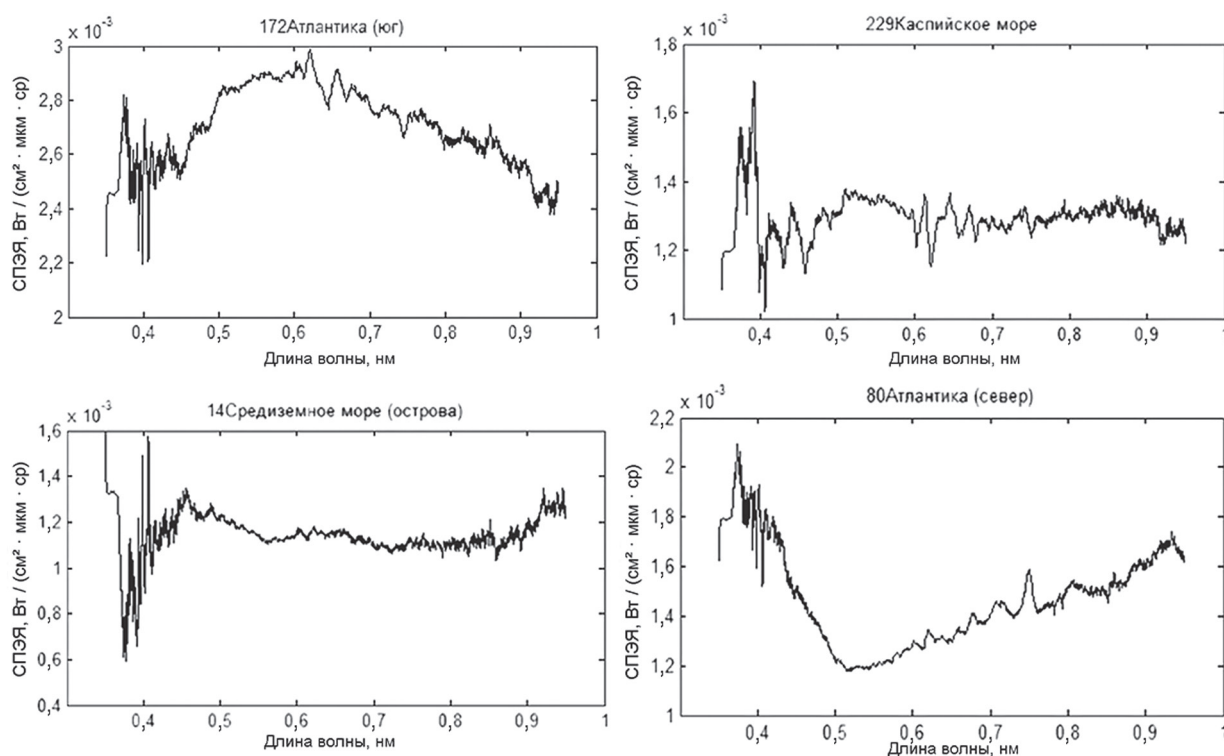 172Атлантика (юг)
x 10⁻³
СПЭЯ, Вт / (см² · мкм · ср)
3
2,8
2,6
2,4
2,2
2
0,4 0,5 0,6 0,7 0,8 0,9 1
Длина волны, нм
229Каспийское море
x 10⁻³
СПЭЯ, Вт / (см² · мкм · ср)
1,8
1,6
1,4
1,2
1
0,4 0,5 0,6 0,7 0,8 0,9 1
Длина волны, нм
14Средиземное море (острова)
x 10⁻³
СПЭЯ, Вт / (см² · мкм · ср)
1,6
1,4
1,2
1
0,8
0,6
0,4
0,4 0,5 0,6 0,7 0,8 0,9 1
Длина волны, нм
80Атлантика (север)
x 10⁻³
СПЭЯ, Вт / (см² · мкм · ср)
2,2
2
1,8
1,6
1,4
1,2
1
0,4 0,5 0,6 0,7 0,8 0,9 1
Длина волны, нм